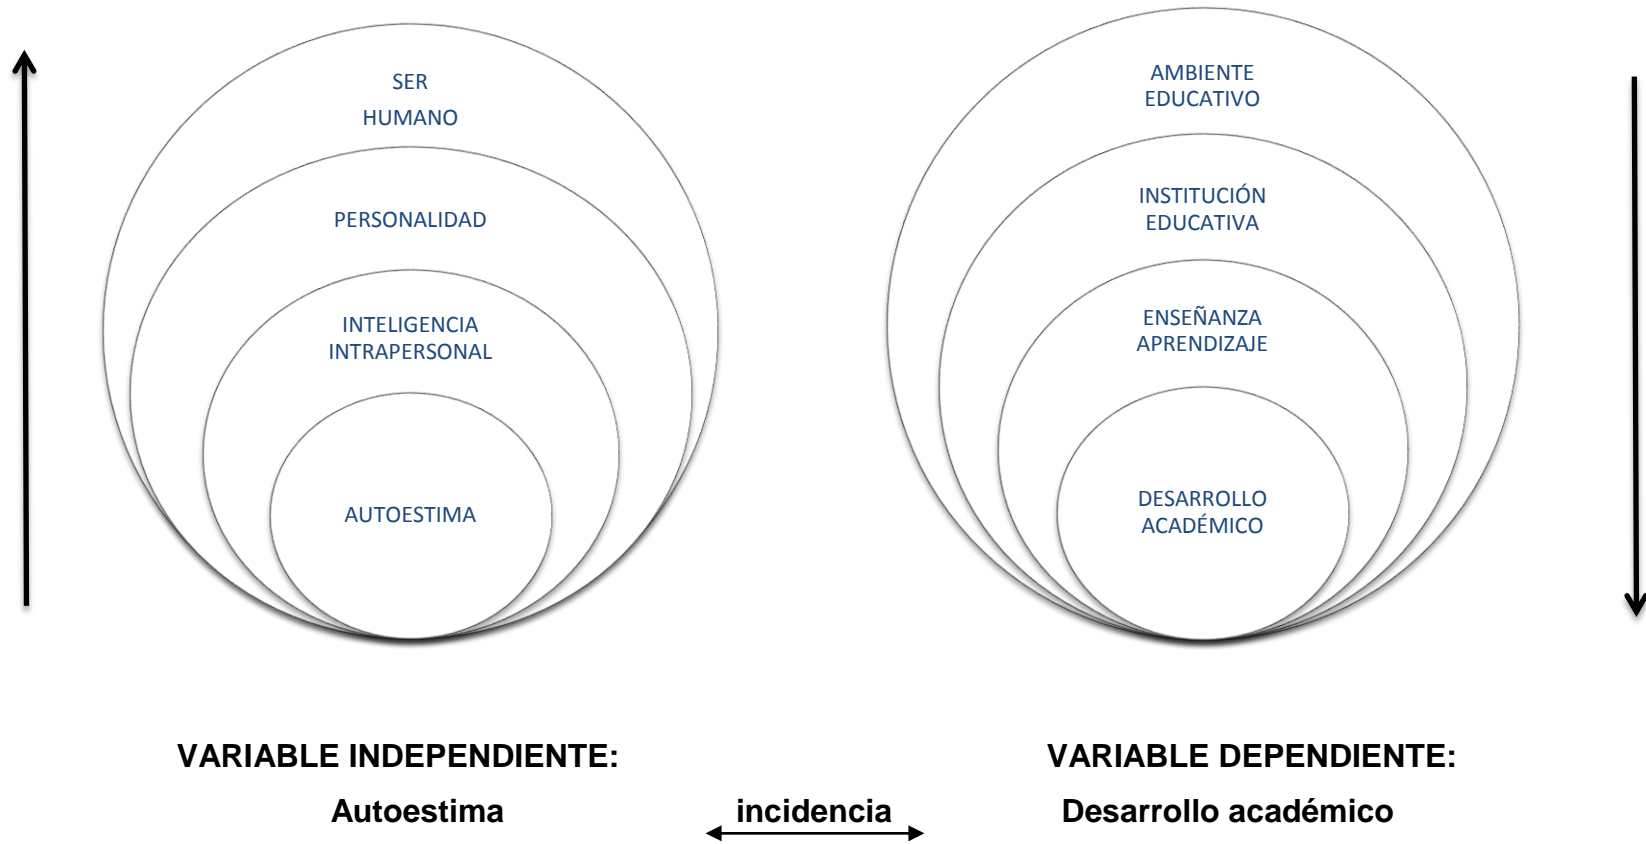 SER
HUMANO
PERSONALIDAD
INTELIGENCIA
INTRAPERSONAL
AUTOESTIMA
AMBIENTE
EDUCATIVO
INSTITUCIÓN
EDUCATIVA
ENSEÑANZA
APRENDIZAJE
DESARROLLO
ACADÉMICO
VARIABLE INDEPENDIENTE:
Autoestima
incidencia
VARIABLE DEPENDIENTE:
Desarrollo académico